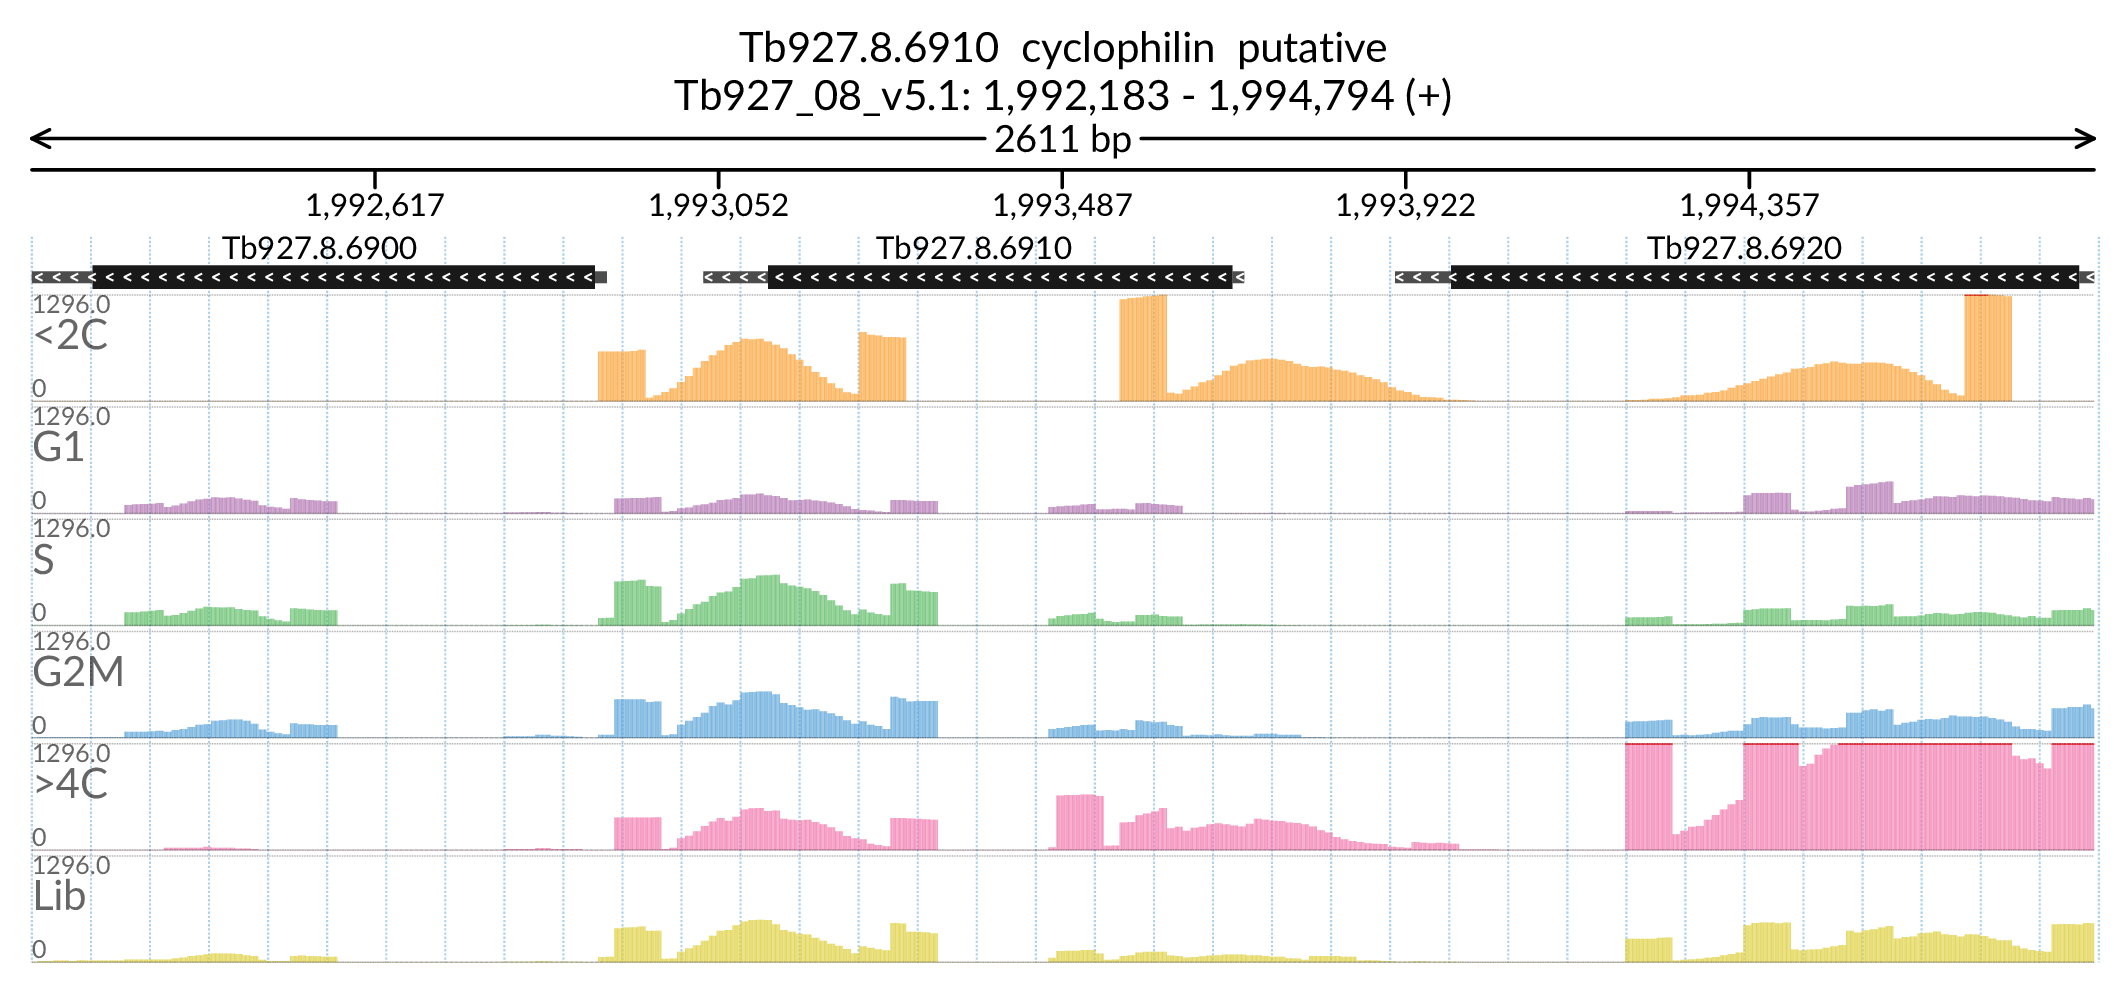 Tb927.8.6910 cyclophilin putative
Tb927_08_v5.1: 1,992,183 - 1,994,794 (+)
2611 bp
1,992,617 1,993,052 1,993,487 1,993,922 1,994,357
Tb927.8.6900 Tb927.8.6910 Tb927.8.6920
1296.0
<2C
0
1296.0
G1
0
1296.0
S
0
1296.0
G2M
0
1296.0
>4C
0
1296.0
Lib
0